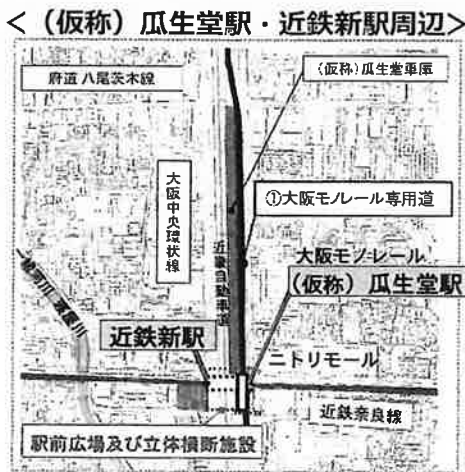 <（仮称）瓜生堂駅・近鉄新駅周辺>
府道 八尾茨木線
（仮称）瓜生堂車庫
大阪中央環状線
①大阪モノレール専用道
近畿自動車道
大阪モノレール
（仮称）瓜生堂駅
近鉄新駅
ニトリモール
近鉄奈良線
駅前広場及び立体横断施設